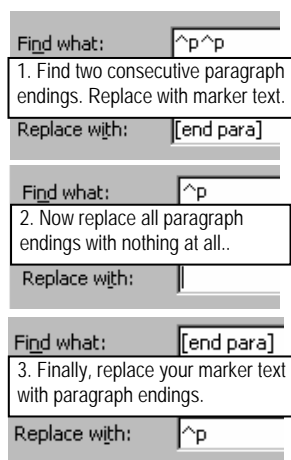 Find what: ^p^p
1. Find two consecutive paragraph
endings. Replace with marker text.
Replace with: [end para]
Find what: ^p
2. Now replace all paragraph
endings with nothing at all..
Replace with:
Find what: [end para]
3. Finally, replace your marker text
with paragraph endings.
Replace with: ^p